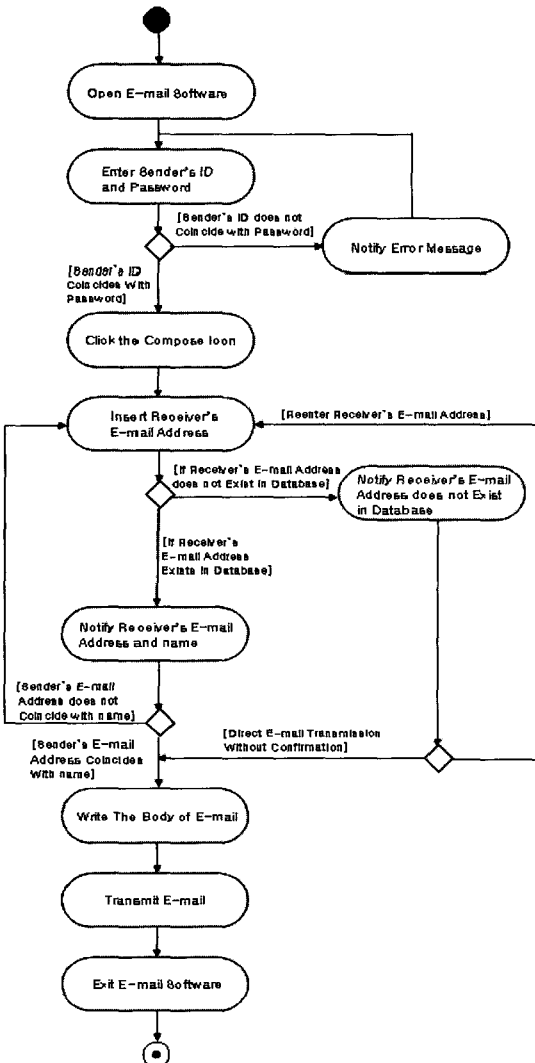 Open E-mail Software
Enter Sender's ID
and Password
[Sender's ID does not
Coincide with Password]
Notify Error Message
[Sender's ID
Coincides With
Password]
Click the Compose Icon
Insert Receiver's
E-mail Address
[Reenter Receiver's E-mail Address]
[If Receiver's E-mail Address
does not Exist in Database]
Notify Receiver's E-mail
Address does not Exist
in Database
[If Receiver's
E-mail Address
Exists in Database]
Notify Receiver's E-mail
Address and name
[Sender's E-mail
Address does not
Coincide with name]
[Sender's E-mail
Address Coincides
With name]
[Direct E-mail Transmission
Without Confirmation]
Write The Body of E-mail
Transmit E-mail
Exit E-mail Software